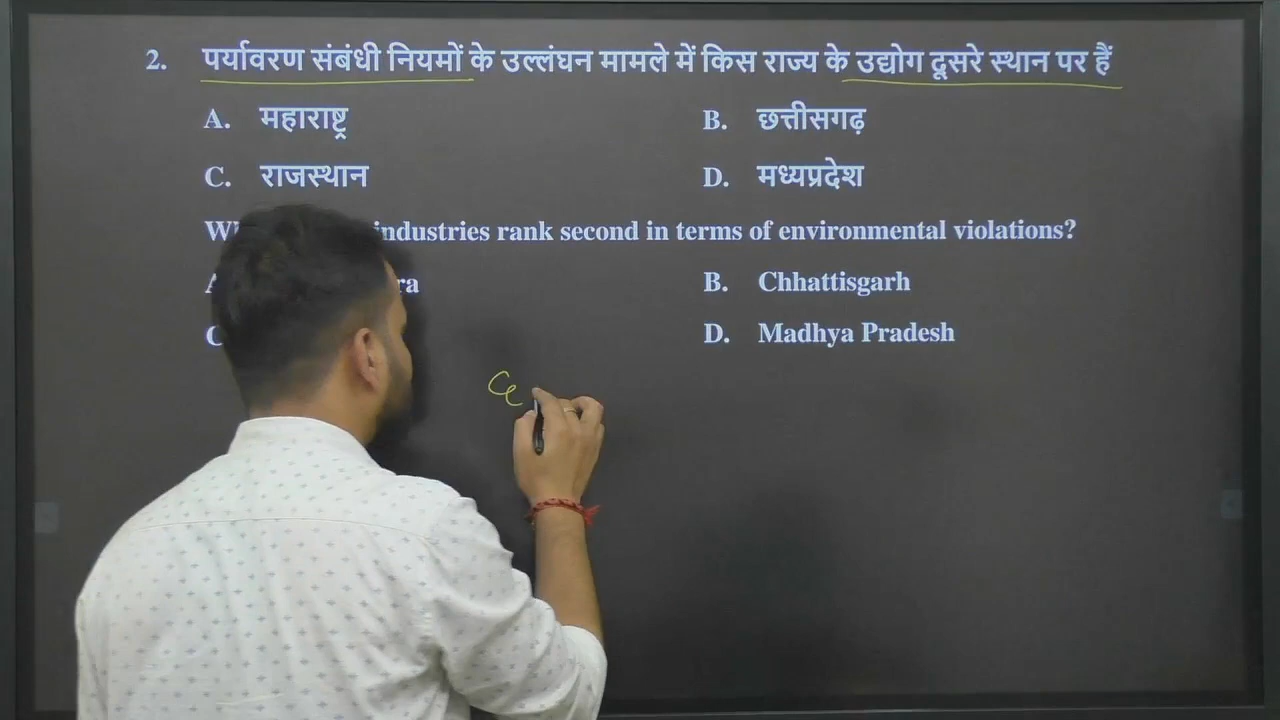 2. पर्यावरण संबंधी नियमों के उल्लंघन मामले में किस राज्य के उद्योग दूसरे स्थान पर हैं
A. महाराष्ट्र B. छत्तीसगढ़
C. राजस्थान D. मध्यप्रदेश
industries rank second in terms of environmental violations?
B. Chhattisgarh
D. Madhya Pradesh